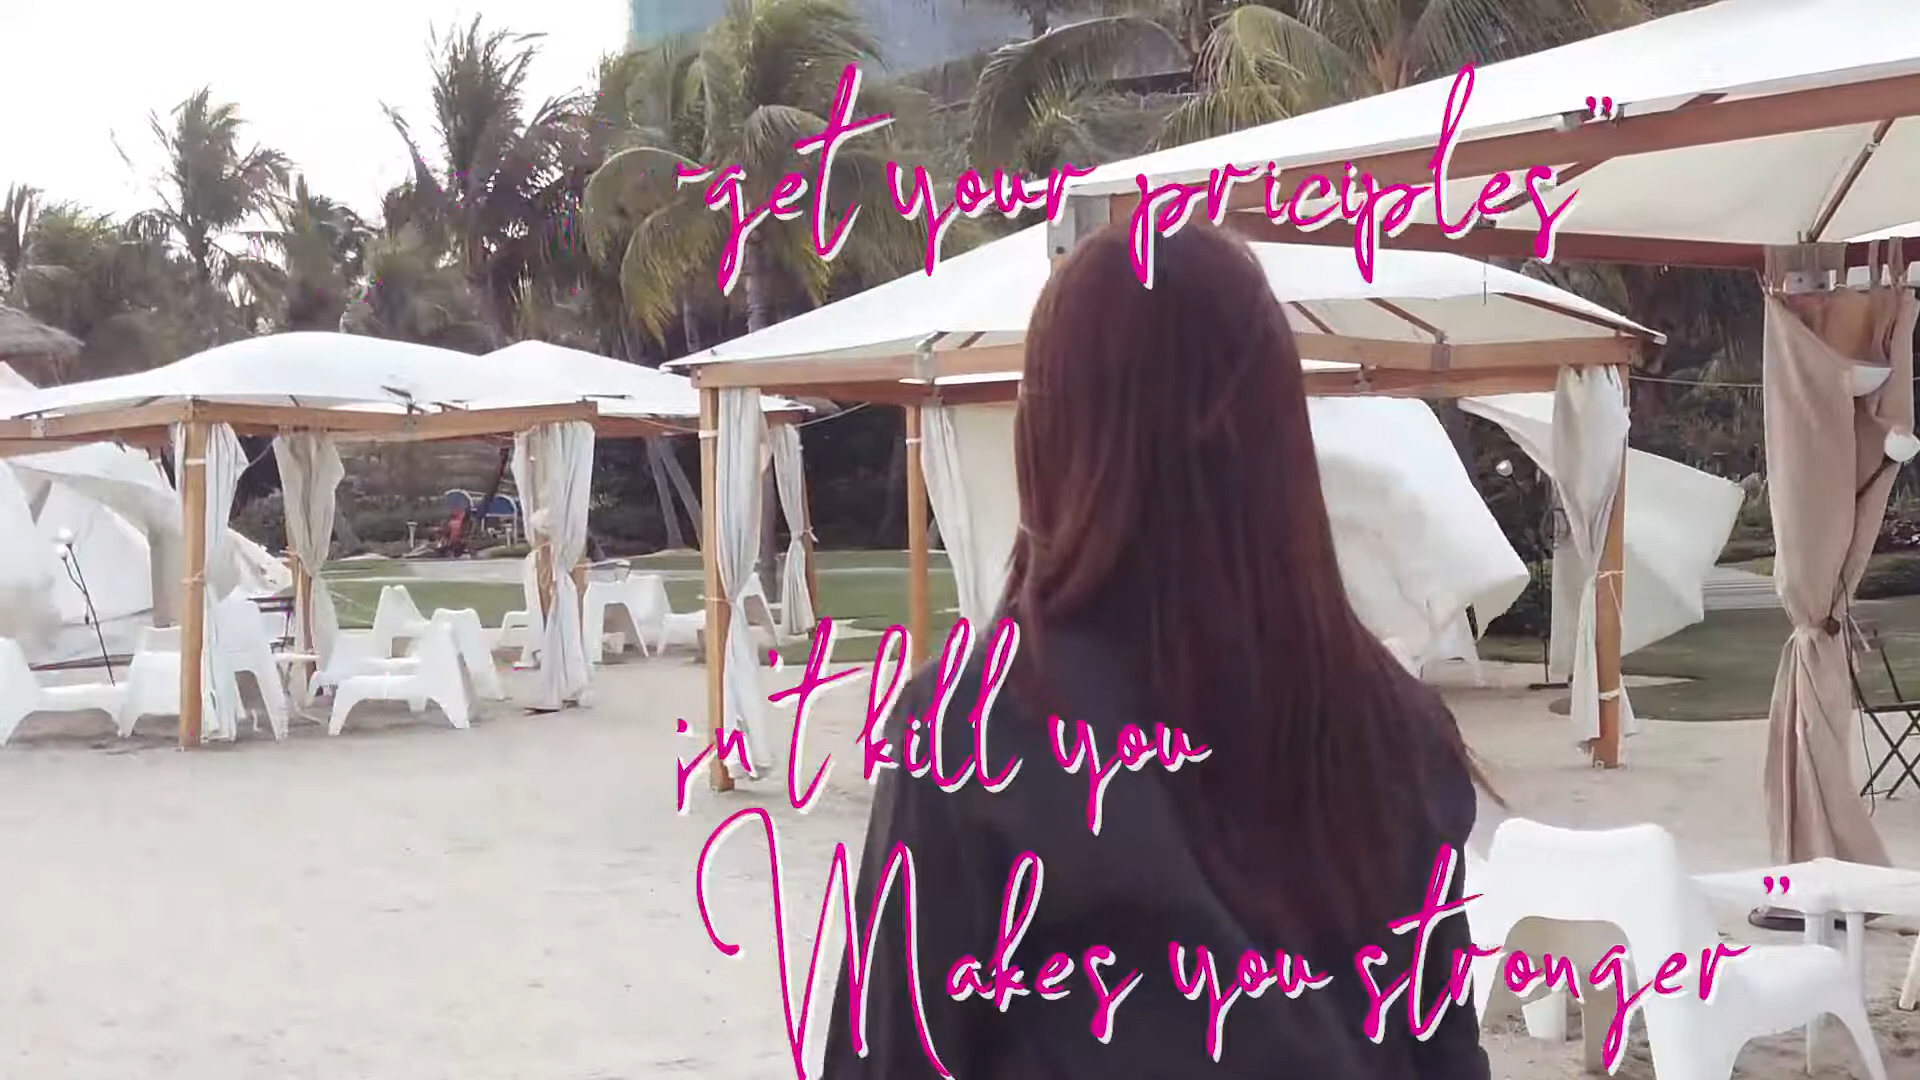 get your priciples”
n't kill you
Makes you stronger”